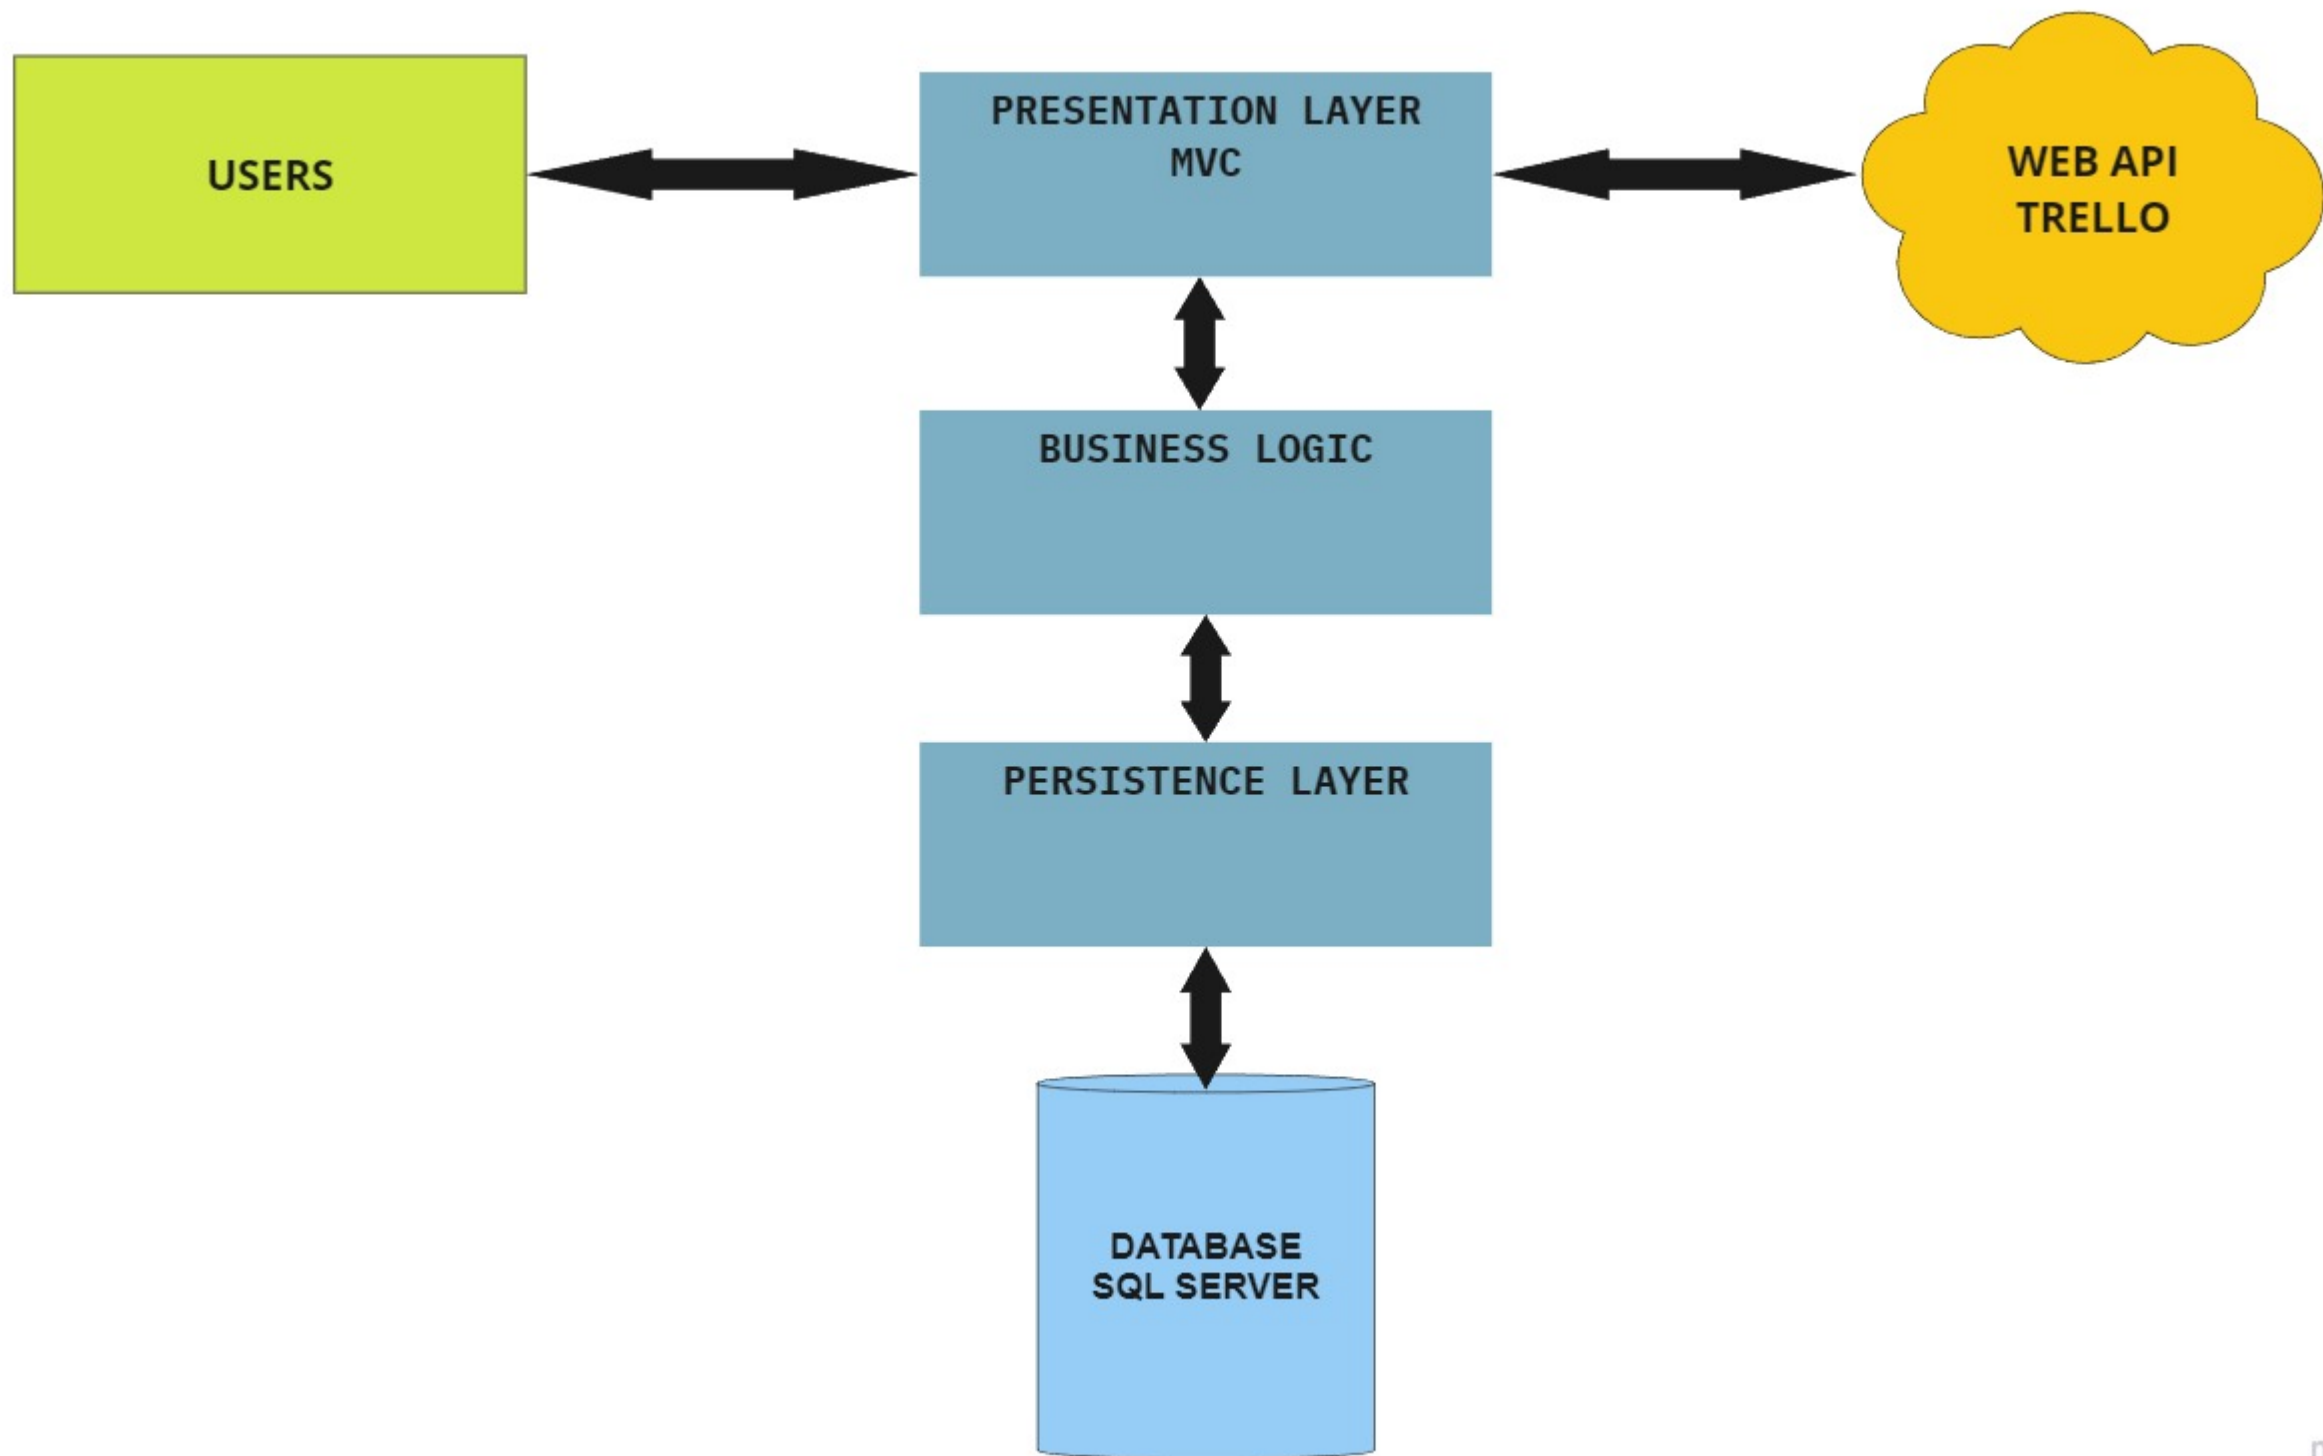 USERS
PRESENTATION LAYER
MVC
WEB API
TRELLO
BUSINESS LOGIC
PERSISTENCE LAYER
DATABASE
SQL SERVER